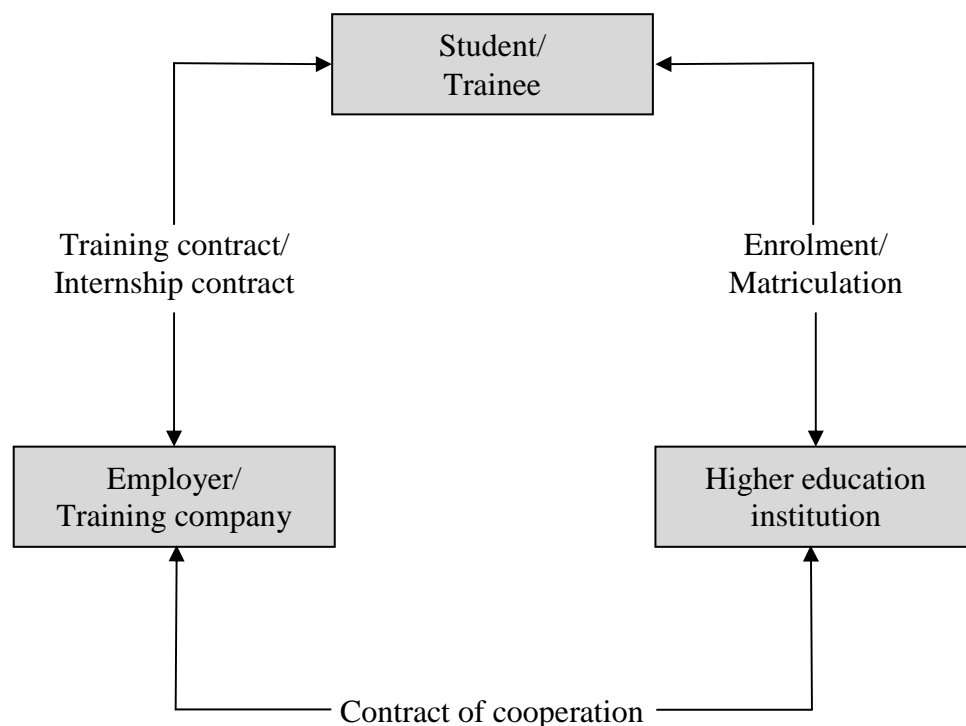 Student/
Trainee
Training contract/
Internship contract
Enrolment/
Matriculation
Employer/
Training company
Higher education
institution
Contract of cooperation